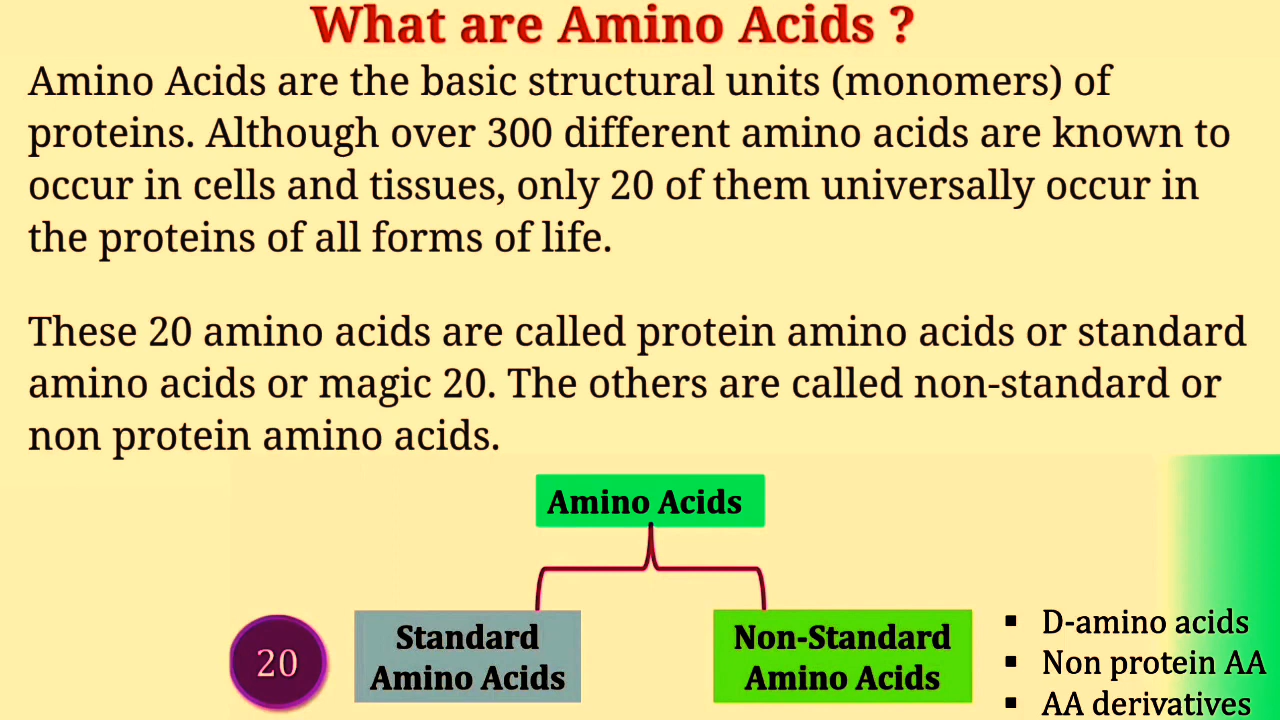 What are Amino Acids ?
Amino Acids are the basic structural units (monomers) of
proteins. Although over 300 different amino acids are known to
occur in cells and tissues, only 20 of them universally occur in
the proteins of all forms of life.
These 20 amino acids are called protein amino acids or standard
amino acids or magic 20. The others are called non-standard or
non protein amino acids.
Amino Acids
20
Standard
Amino Acids
Non-Standard
Amino Acids
▪ D-amino acids
▪ Non protein AA
▪ AA derivatives